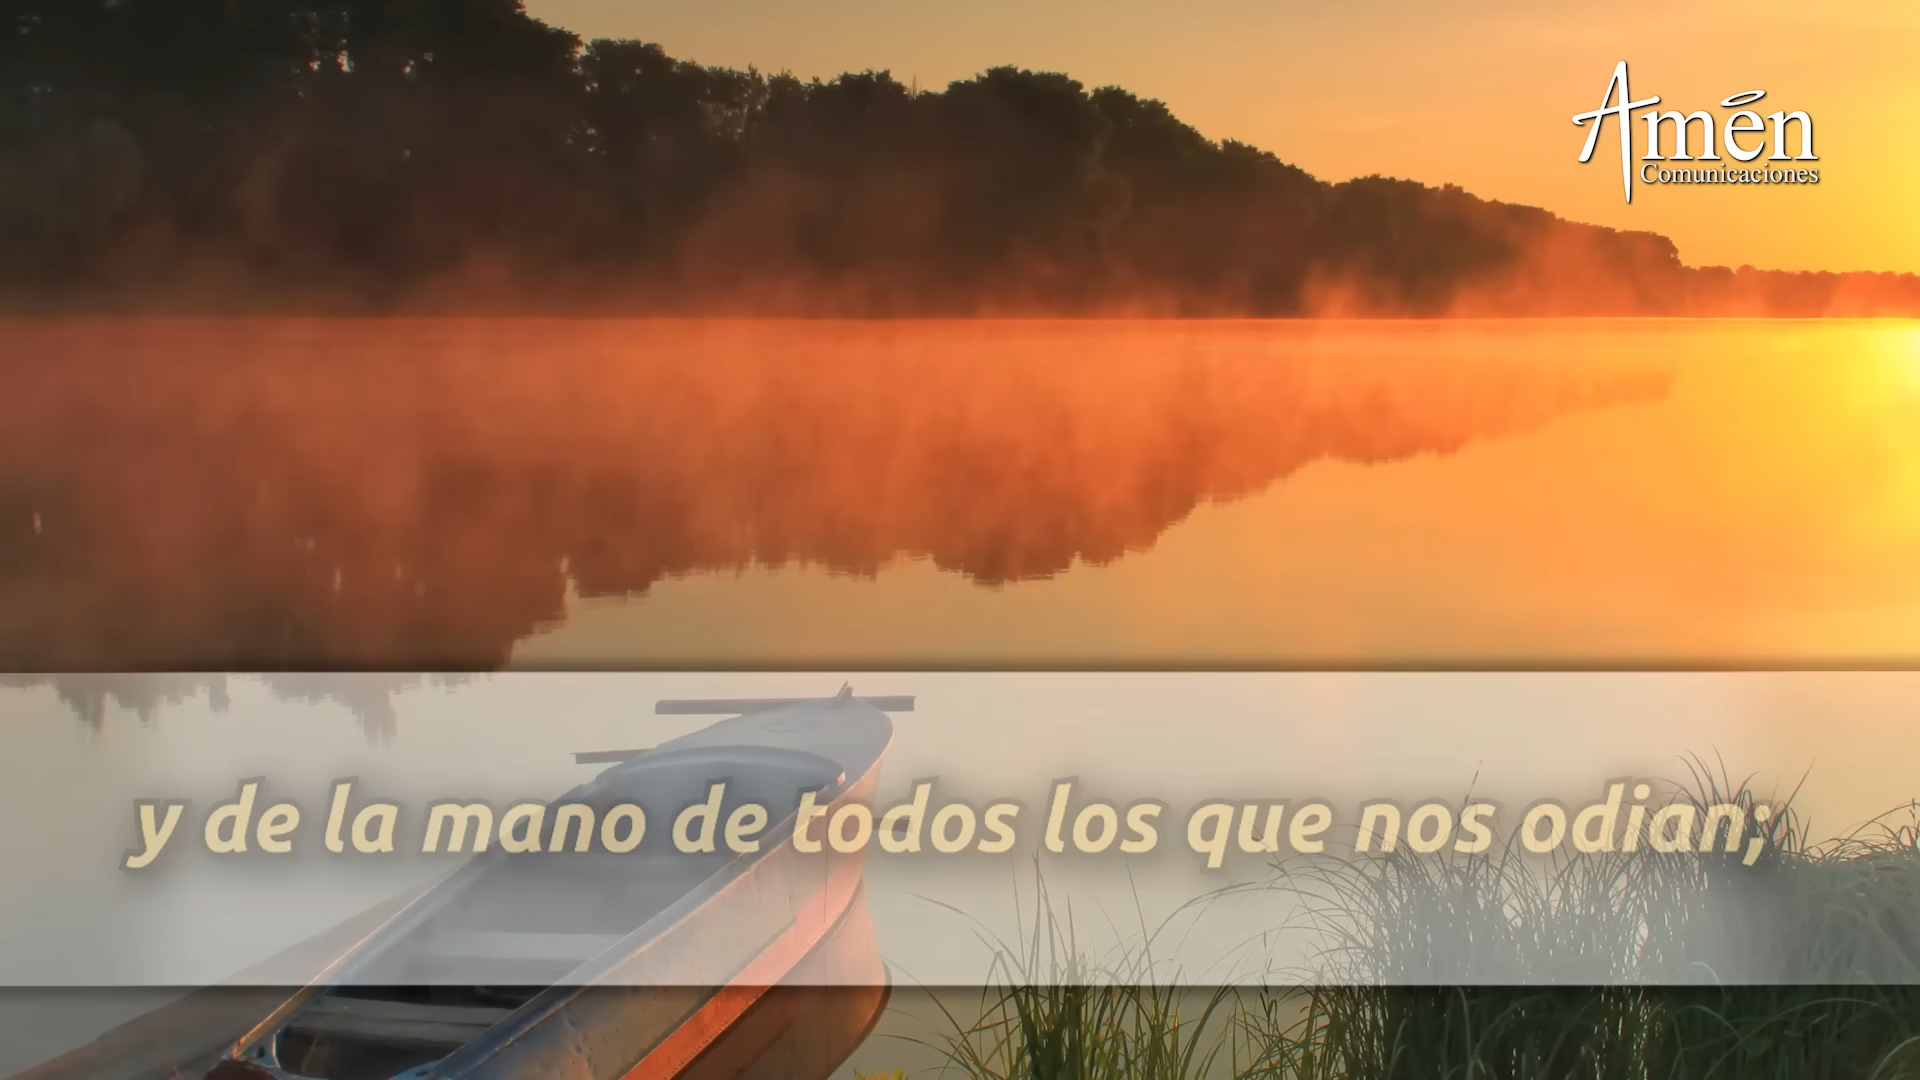 Amén
Comunicaciones
y de la mano de todos los que nos odian;